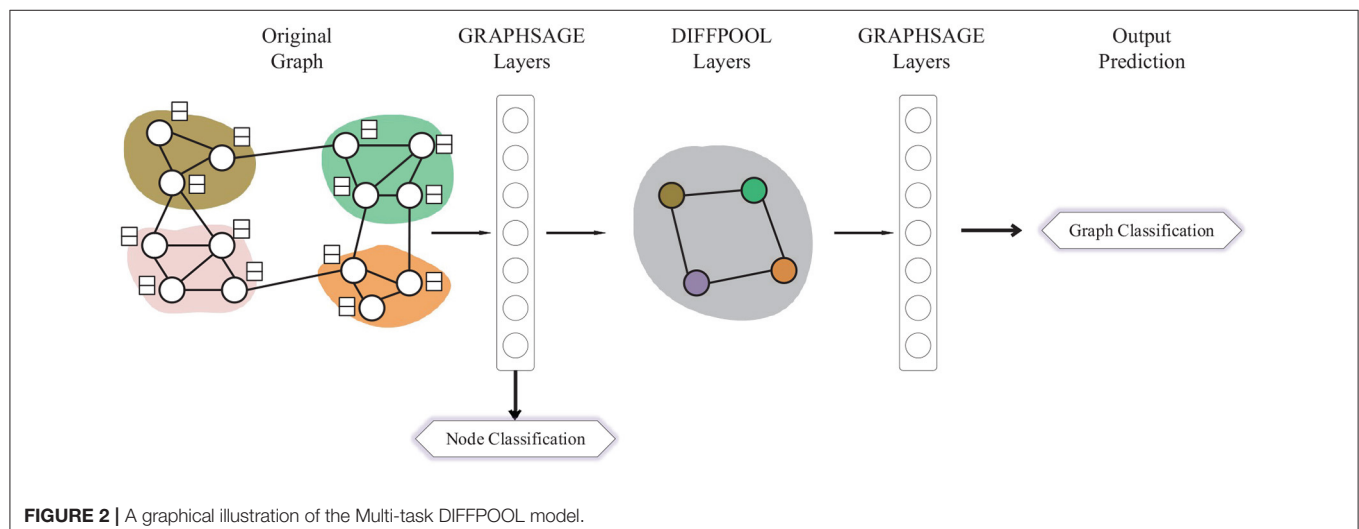 Original
Graph
GRAPHSAGE
Layers
DIFFPOOL
Layers
GRAPHSAGE
Layers
Output
Prediction
Graph Classification
Node Classification
FIGURE 2 | A graphical illustration of the Multi-task DIFFPOOL model.